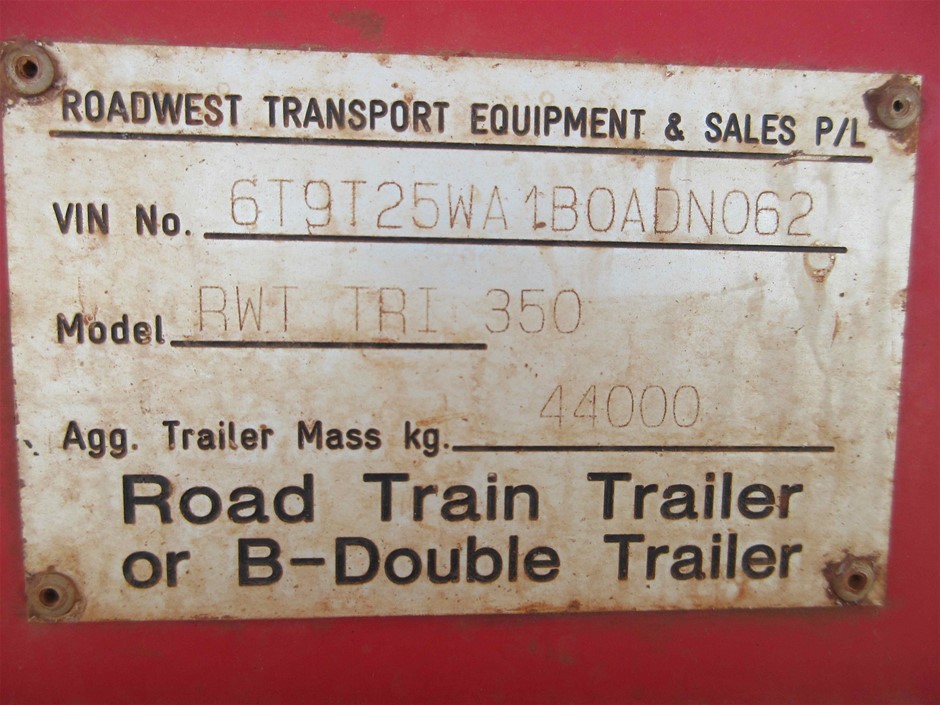 ROADWEST TRANSPORT EQUIPMENT & SALES P/L
VIN No. 6T9T25WA1B0ADN062
Model RWT TRI 350
Agg. Trailer Mass kg. 44000
Road Train Trailer
or B-Double Trailer